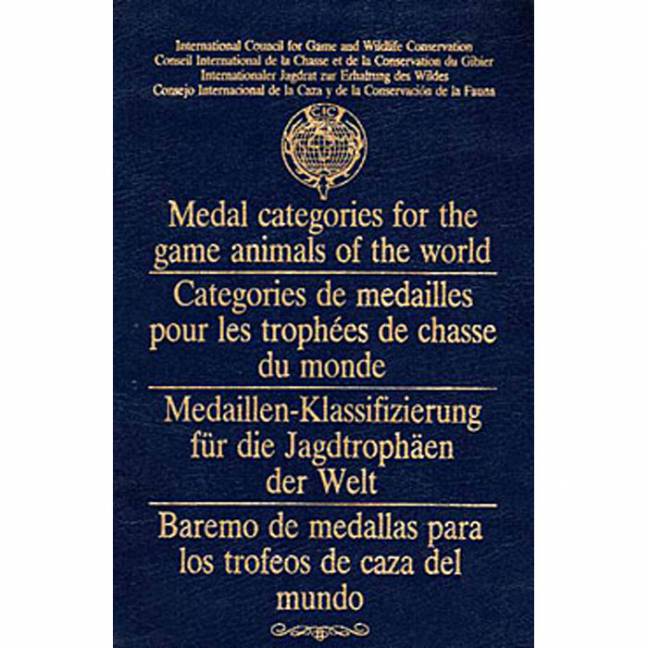 International Council for Game and Wildlife Conservation
Conseil International de la Chasse et de la Conservation du Gibier
Internationaler Jagdrat zur Erhaltung des Wildes
Consejo Internacional de la Caza y de la Conservación de la Fauna
CIC
Medal categories for the
game animals of the world
Categories de medailles
pour les trophées de chasse
du monde
Medaillen-Klassifizierung
für die Jagdtrophäen
der Welt
Baremo de medallas para
los trofeos de caza del
mundo